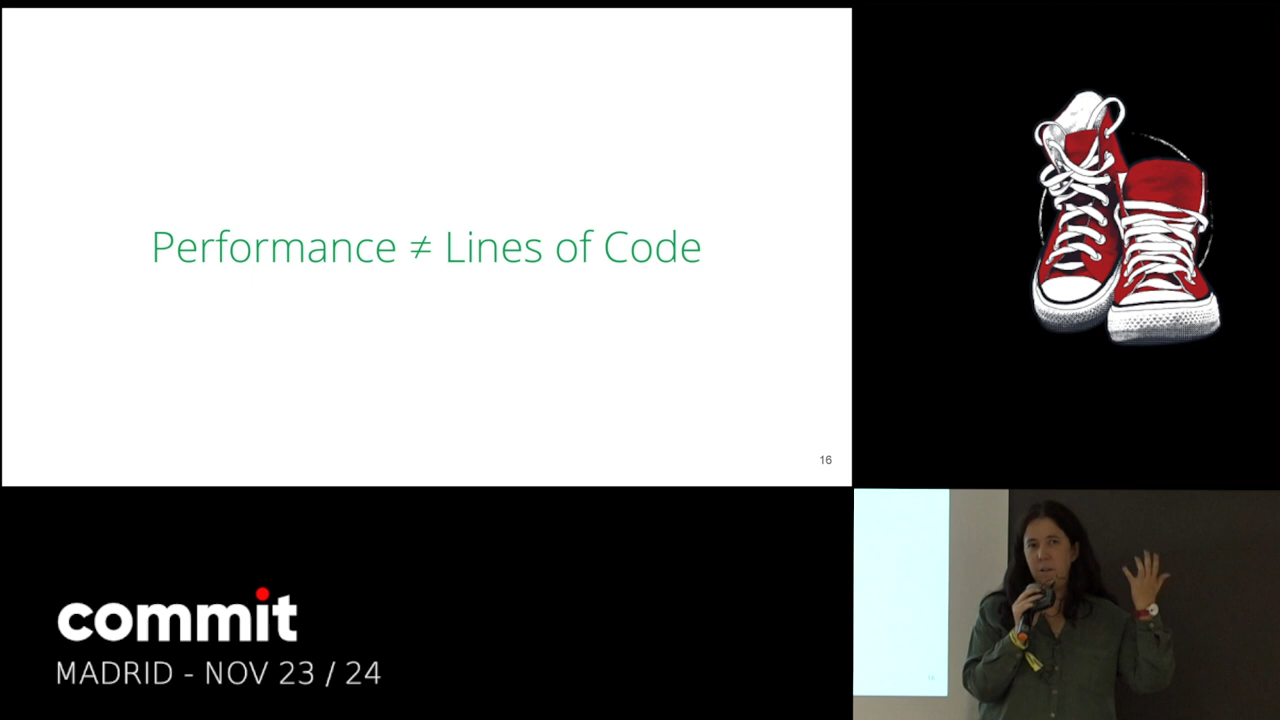 Performance ≠ Lines of Code
16
commit
MADRID - NOV 23 / 24